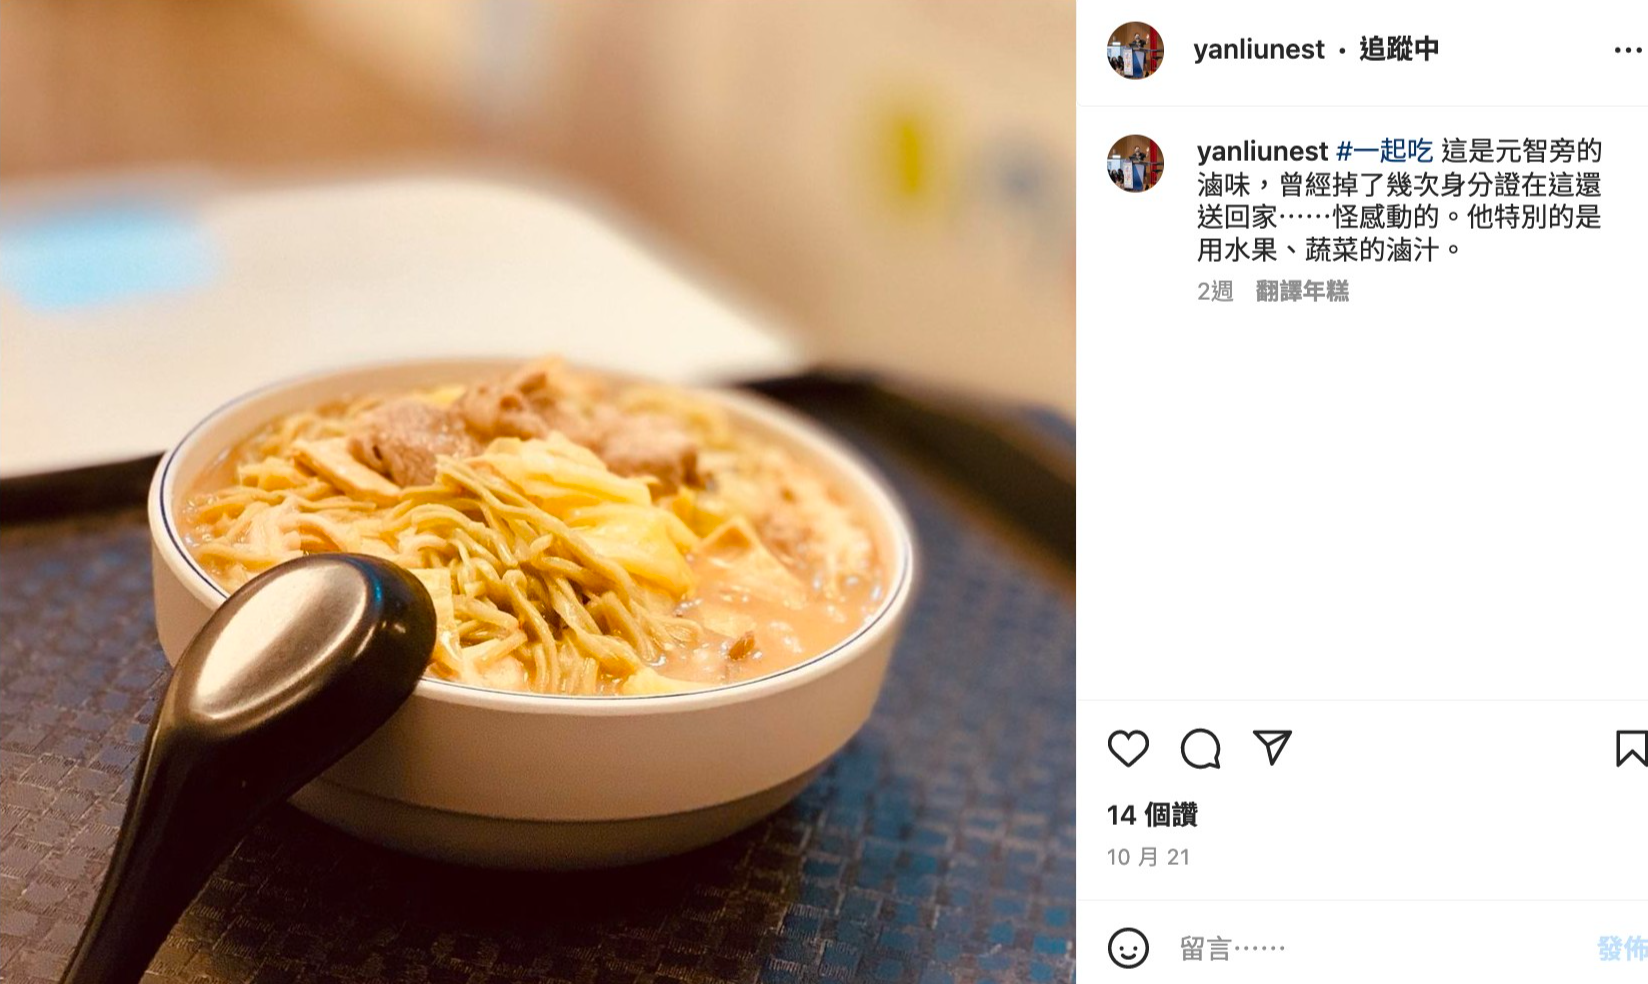 yanliunest • 追蹤中
yanliunest #一起吃 這是元智旁的
滷味，曾經掉了幾次身分證在這還
送回家⋯⋯怪感動的。他特別的是
用水果、蔬菜的滷汁。
2週 翻譯年糕
14 個讚
10 月 21
留言⋯⋯
發佈